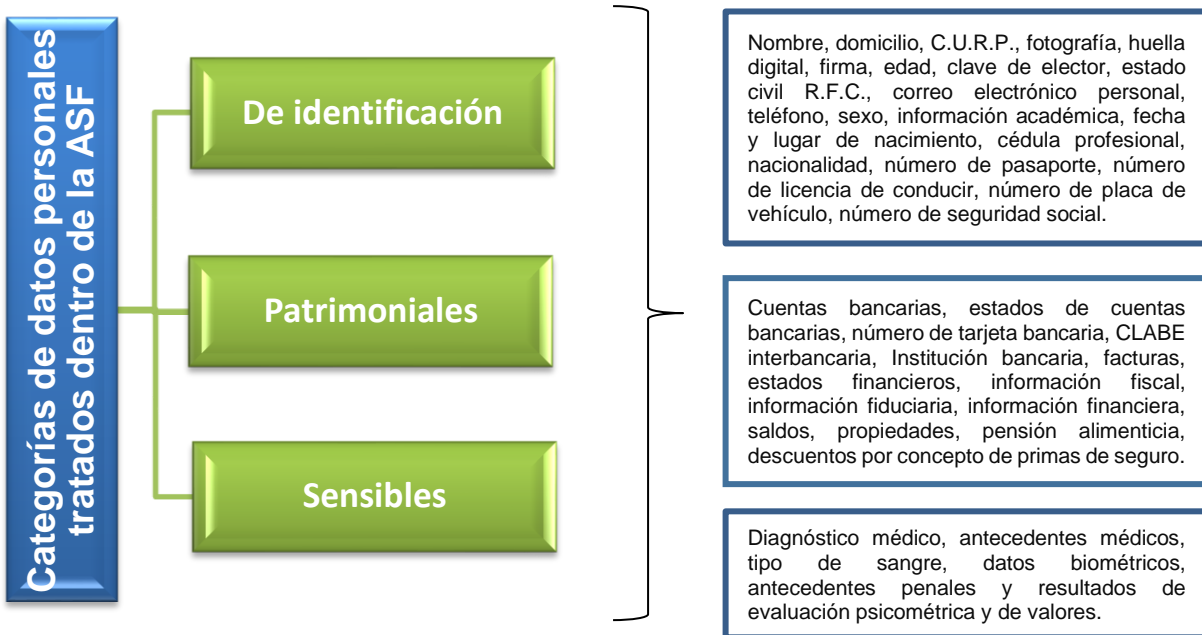 Categorías de datos personales
tratados dentro de la ASF
De identificación
Nombre, domicilio, C.U.R.P., fotografía, huella
digital, firma, edad, clave de elector, estado
civil R.F.C., correo electrónico personal,
teléfono, sexo, información académica, fecha
y lugar de nacimiento, cédula profesional,
nacionalidad, número de pasaporte, número
de licencia de conducir, número de placa de
vehículo, número de seguridad social.
Patrimoniales
Cuentas bancarias, estados de cuentas
bancarias, número de tarjeta bancaria, CLABE
interbancaria, Institución bancaria, facturas,
estados financieros, información fiscal,
información fiduciaria, información financiera,
saldos, propiedades, pensión alimenticia,
descuentos por concepto de primas de seguro.
Sensibles
Diagnóstico médico, antecedentes médicos,
tipo de sangre, datos biométricos,
antecedentes penales y resultados de
evaluación psicométrica y de valores.